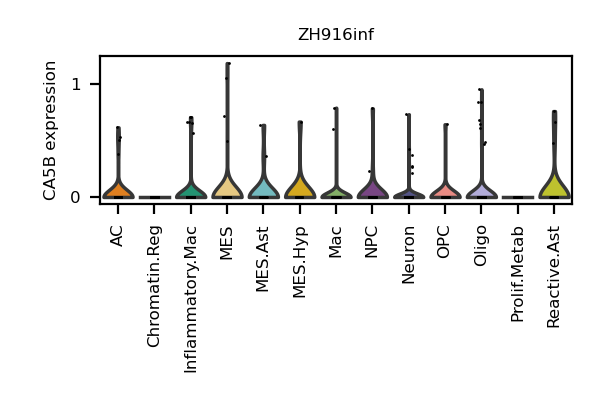 ZH916inf
CA5B expression
1
0
AC
Chromatin.Reg
Inflammatory.Mac
MES
MES.Ast
MES.Hyp
Mac
NPC
Neuron
OPC
Oligo
Prolif.Metab
Reactive.Ast